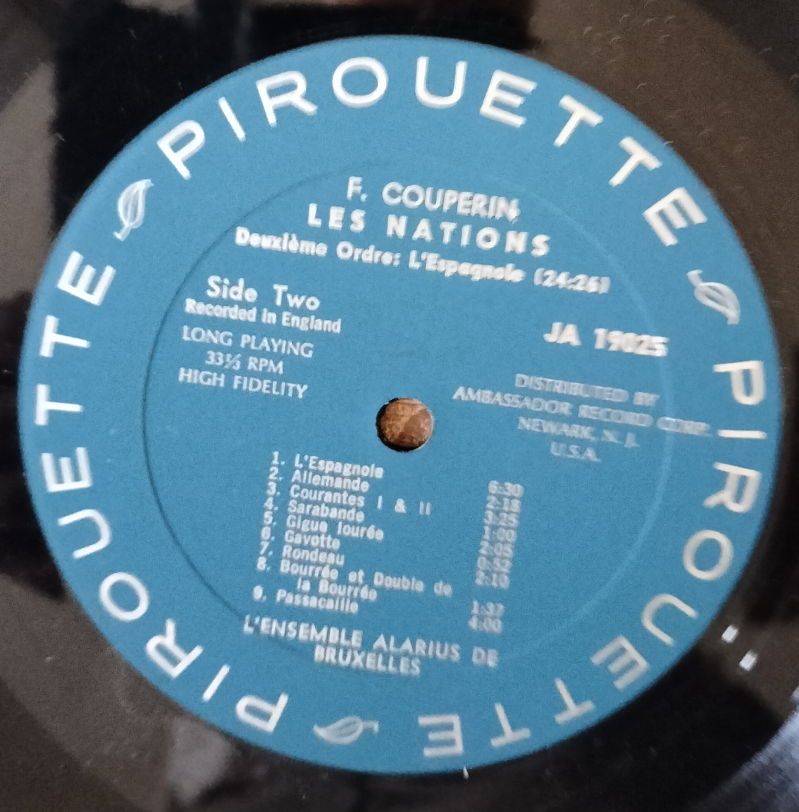 PIROUETTE
PIROUETTE
PIROUETTE
F. COUPERIN
LES NATIONS
Deuxième Ordre: L'Espagnole (24:26)
Side Two
Recorded in England
LONG PLAYING
33⅓ RPM
HIGH FIDELITY
JA 19025
DISTRIBUTED BY
AMBASSADOR RECORD CORP.
NEWARK, N. J.
U.S.A.
1. L'Espagnole 6:30
2. Allemande 2:18
3. Courantes I & II 3:25
4. Sarabande 1:00
5. Gigue lourée 2:05
6. Gavotte 0:52
7. Rondeau 2:10
8. Bourrée et Double de
la Bourrée 1:37
9. Passacaille 4:00
L'ENSEMBLE ALARIUS DE
BRUXELLES